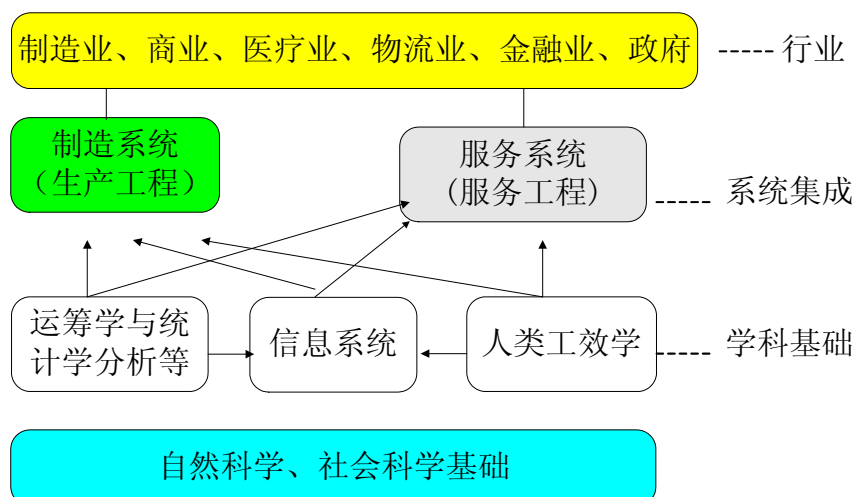 制造业、商业、医疗业、物流业、金融业、政府
行业
制造系统
（生产工程）
服务系统
(服务工程)
系统集成
运筹学与统
计学分析等
信息系统
人类工效学
学科基础
自然科学、社会科学基础